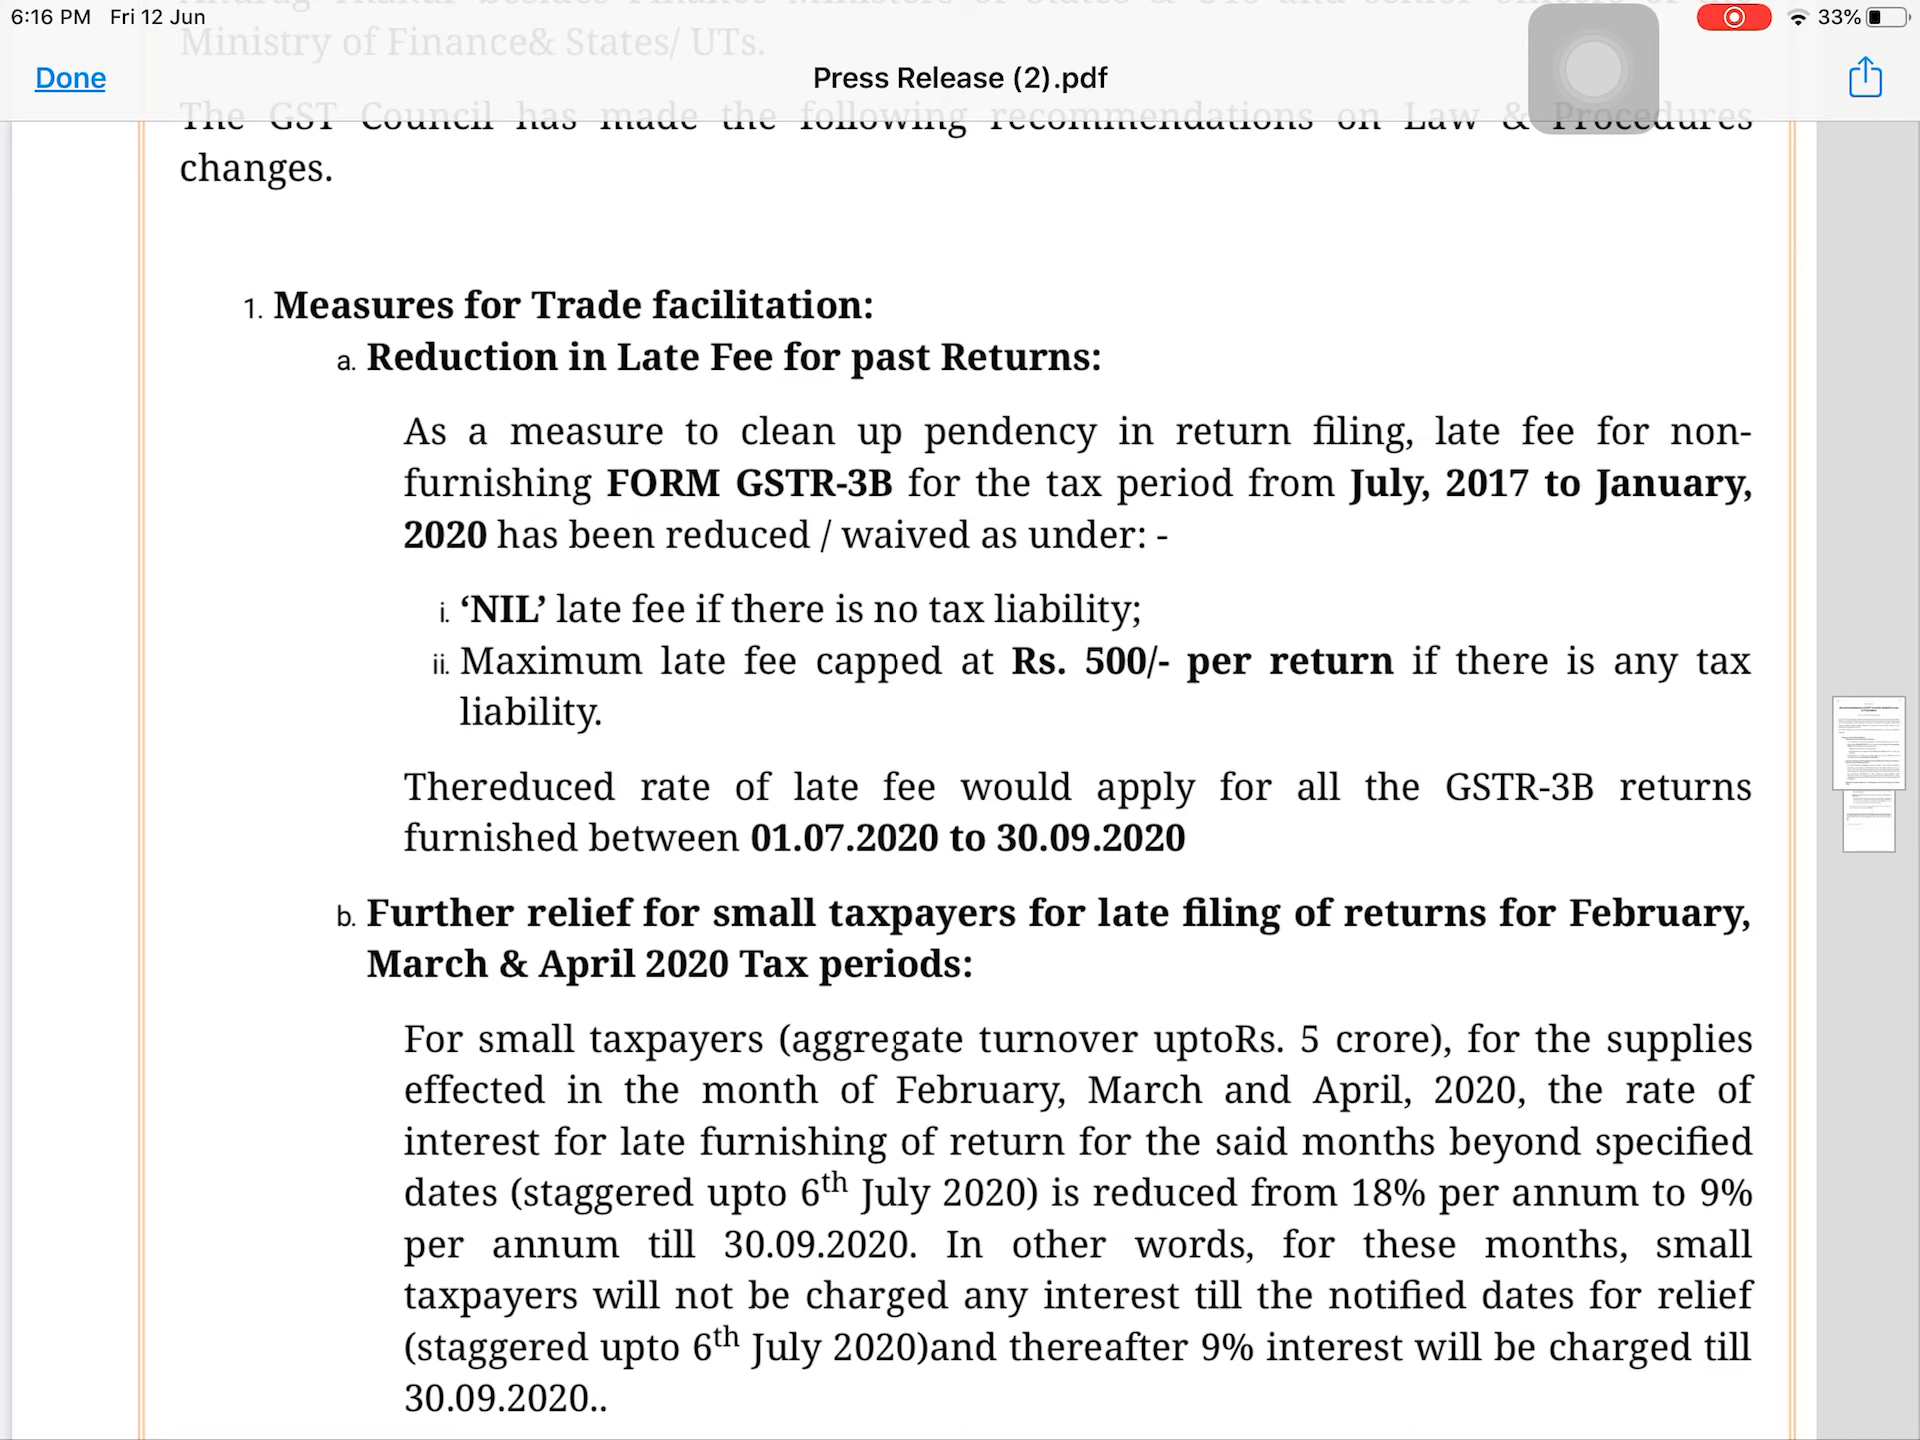 6:16 PM Fri 12 Jun
33%
Ministry of Finance& States/ UTs.
Done
Press Release (2).pdf
The GST Council has made the following recommendations on Law & Procedures
changes.
1. Measures for Trade facilitation:
a. Reduction in Late Fee for past Returns:
As a measure to clean up pendency in return filing, late fee for non-
furnishing FORM GSTR-3B for the tax period from July, 2017 to January,
2020 has been reduced / waived as under: -
i. ‘NIL’ late fee if there is no tax liability;
ii. Maximum late fee capped at Rs. 500/- per return if there is any tax
liability.
Thereduced rate of late fee would apply for all the GSTR-3B returns
furnished between 01.07.2020 to 30.09.2020
b. Further relief for small taxpayers for late filing of returns for February,
March & April 2020 Tax periods:
For small taxpayers (aggregate turnover uptoRs. 5 crore), for the supplies
effected in the month of February, March and April, 2020, the rate of
interest for late furnishing of return for the said months beyond specified
dates (staggered upto 6th July 2020) is reduced from 18% per annum to 9%
per annum till 30.09.2020. In other words, for these months, small
taxpayers will not be charged any interest till the notified dates for relief
(staggered upto 6th July 2020)and thereafter 9% interest will be charged till
30.09.2020..